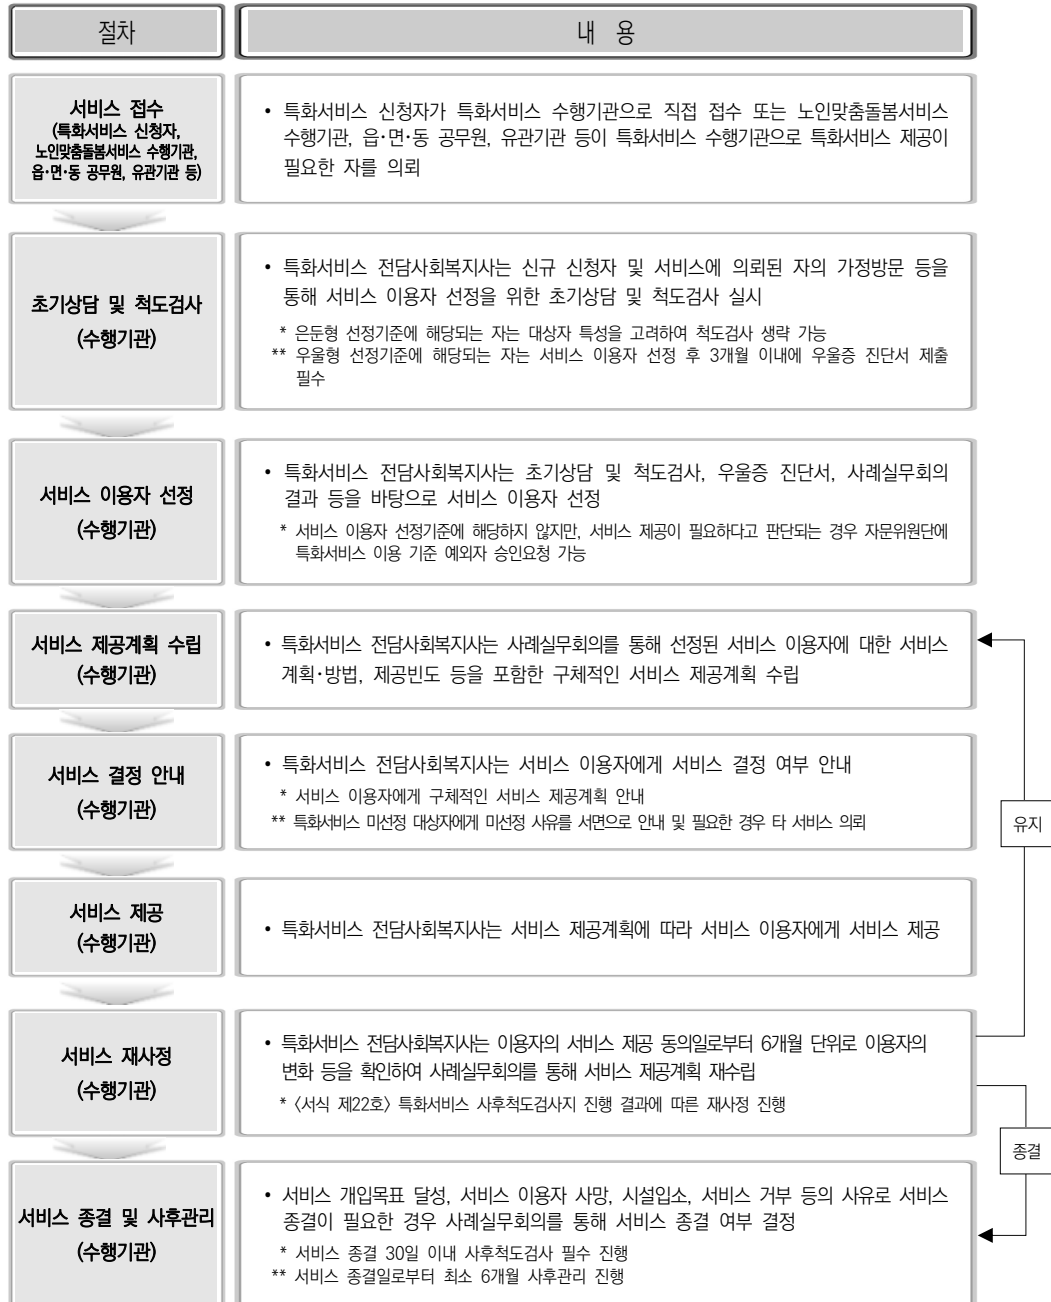 절차
내 용
서비스 접수
(특화서비스 신청자,
노인맞춤돌봄서비스 수행기관,
읍·면·동 공무원, 유관기관 등)
• 특화서비스 신청자가 특화서비스 수행기관으로 직접 접수 또는 노인맞춤돌봄서비스
수행기관, 읍·면·동 공무원, 유관기관 등이 특화서비스 수행기관으로 특화서비스 제공이
필요한 자를 의뢰
초기상담 및 척도검사
(수행기관)
• 특화서비스 전담사회복지사는 신규 신청자 및 서비스에 의뢰된 자의 가정방문 등을
통해 서비스 이용자 선정을 위한 초기상담 및 척도검사 실시
* 은둔형 선정기준에 해당되는 자는 대상자 특성을 고려하여 척도검사 생략 가능
** 우울형 선정기준에 해당되는 자는 서비스 이용자 선정 후 3개월 이내에 우울증 진단서 제출
필수
서비스 이용자 선정
(수행기관)
• 특화서비스 전담사회복지사는 초기상담 및 척도검사, 우울증 진단서, 사례실무회의
결과 등을 바탕으로 서비스 이용자 선정
* 서비스 이용자 선정기준에 해당하지 않지만, 서비스 제공이 필요하다고 판단되는 경우 자문위원단에
특화서비스 이용 기준 예외자 승인요청 가능
서비스 제공계획 수립
(수행기관)
• 특화서비스 전담사회복지사는 사례실무회의를 통해 선정된 서비스 이용자에 대한 서비스
계획·방법, 제공빈도 등을 포함한 구체적인 서비스 제공계획 수립
서비스 결정 안내
(수행기관)
• 특화서비스 전담사회복지사는 서비스 이용자에게 서비스 결정 여부 안내
* 서비스 이용자에게 구체적인 서비스 제공계획 안내
** 특화서비스 미선정 대상자에게 미선정 사유를 서면으로 안내 및 필요한 경우 타 서비스 의뢰
유지
서비스 제공
(수행기관)
• 특화서비스 전담사회복지사는 서비스 제공계획에 따라 서비스 이용자에게 서비스 제공
서비스 재사정
(수행기관)
• 특화서비스 전담사회복지사는 이용자의 서비스 제공 동의일로부터 6개월 단위로 이용자의
변화 등을 확인하여 사례실무회의를 통해 서비스 제공계획 재수립
* 〈서식 제22호〉 특화서비스 사후척도검사지 진행 결과에 따른 재사정 진행
종결
서비스 종결 및 사후관리
(수행기관)
• 서비스 개입목표 달성, 서비스 이용자 사망, 시설입소, 서비스 거부 등의 사유로 서비스
종결이 필요한 경우 사례실무회의를 통해 서비스 종결 여부 결정
* 서비스 종결 30일 이내 사후척도검사 필수 진행
** 서비스 종결일로부터 최소 6개월 사후관리 진행